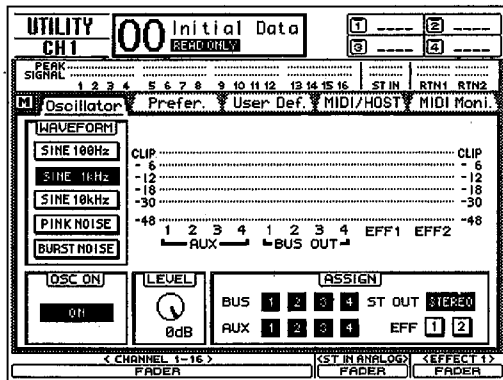 UTILITY
CH1
00 Initial Data
READ ONLY
1 ---- 2 ----
3 ---- 4 ----
PEAK
SIGNAL
1 2 3 4 5 6 7 8 9 10 11 12 13 14 15 16 ST IN RTN1 RTN2
M Oscillator Prefer. User Def. MIDI/HOST MIDI Moni.
WAVEFORM
SINE 100Hz
SINE 1kHz
SINE 10kHz
PINK NOISE
BURST NOISE
CLIP CLIP
- 6 - 6
-12 -12
-18 -18
-30 -30
-48 -48
1 2 3 4 1 2 3 4 EFF1 EFF2
AUX BUS OUT
OSC ON
ON
LEVEL
0dB
ASSIGN
BUS 1 2 3 4 ST OUT STEREO
AUX 1 2 3 4 EFF 1 2
< CHANNEL 1-16 > <ST IN ANALOG> <EFFECT 1>
FADER FADER FADER